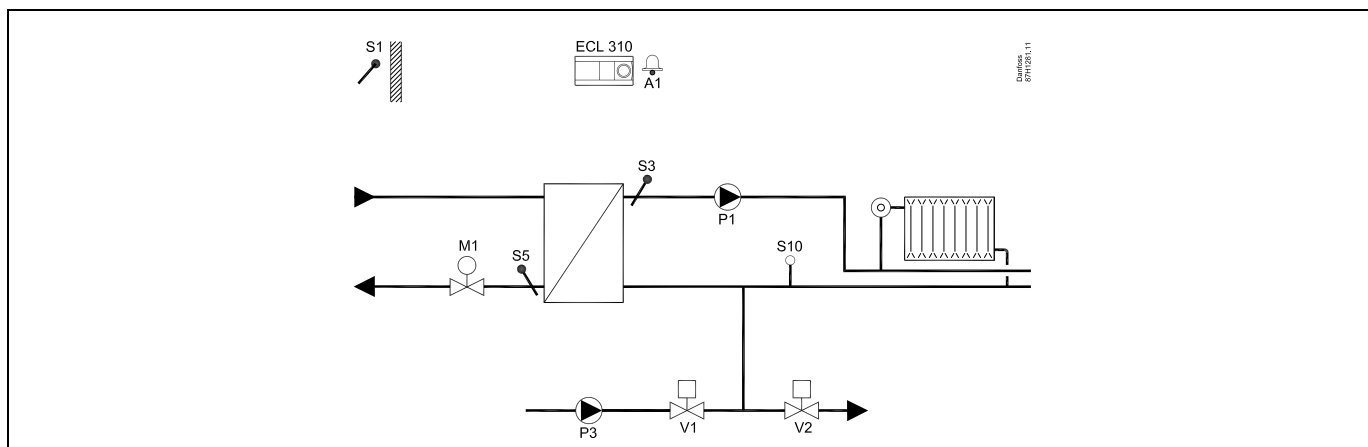 S1
ECL 310
A1
Danfoss
87H1281.11
S3
P1
M1
S5
S10
P3
V1
V2